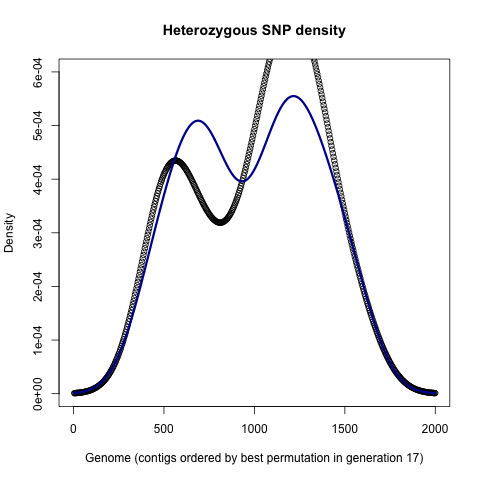 Heterozygous SNP density
6e-04
5e-04
4e-04
3e-04
2e-04
1e-04
0e+00
Density
0 500 1000 1500 2000
Genome (contigs ordered by best permutation in generation 17)